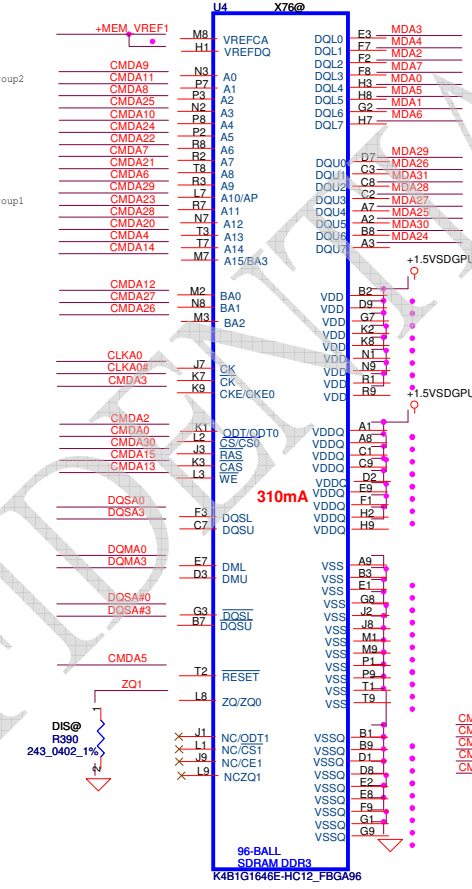 U4 X76@
+MEM_VREF1 M8 VREFCA DQL0 E3 MDA3
H1 VREFDQ DQL1 F7 MDA4
DQL2 F2 MDA2
CMDA9 N3 A0 DQL3 F8 MDA7
roup2 CMDA11 P7 A1 DQL4 H3 MDA0
CMDA8 P3 A2 DQL5 H8 MDA5
CMDA25 N2 A3 DQL6 G2 MDA1
CMDA10 P8 A4 DQL7 H7 MDA6
CMDA24 P2 A5
CMDA22 R8 A6
CMDA7 R2 A7 DQU0 D7 MDA29
CMDA21 T8 A8 DQU1 C3 MDA26
CMDA6 R3 A9 DQU2 C8 MDA31
roup1 CMDA29 L7 A10/AP DQU3 C2 MDA28
CMDA23 R7 A11 DQU4 A7 MDA27
CMDA28 N7 A12 DQU5 A2 MDA25
CMDA20 T3 A13 DQU6 B8 MDA30
CMDA4 T7 A14 DQU7 A3 MDA24
CMDA14 M7 A15/BA3
+1.5VSDGPU
CMDA12 M2 BA0 VDD B2
CMDA27 N8 BA1 VDD D9
CMDA26 M3 BA2 VDD G7
VDD K2
VDD K8
CLKA0 J7 CK VDD N1
CLKA0# K7 CK VDD N9
CMDA3 K9 CKE/CKE0 VDD R1
VDD R9
+1.5VSDGPU
CMDA2 K1 ODT/ODT0 VDDQ A1
CMDA0 L2 CS/CS0 VDDQ A8
CMDA30 J3 RAS VDDQ C1
CMDA15 K3 CAS VDDQ C9
CMDA13 L3 WE VDDQ D2
VDDQ E9
310mA VDDQ F1
DQSA0 F3 DQSL VDDQ H2
DQSA3 C7 DQSU VDDQ H9
DQMA0 E7 DML VSS A9
DQMA3 D3 DMU VSS B3
VSS E1
VSS G8
DQSA#0 G3 DQSL VSS J2
DQSA#3 B7 DQSU VSS J8
VSS M1
VSS M9
CMDA5 T2 RESET VSS P1
VSS P9
ZQ1 L8 ZQ/ZQ0 VSS T1
VSS T9
1
DIS@ J1 NC/ODT1 VSSQ B1
R390 L1 NC/CS1 VSSQ B9
243_0402_1% J9 NC/CE1 VSSQ D1
2 L9 NCZQ1 VSSQ D8
VSSQ E2
VSSQ E8
VSSQ F9
VSSQ G1
VSSQ G9
CM
CM
CM
CM
CM
96-BALL
SDRAM DDR3
K4B1G1646E-HC12_FBGA96